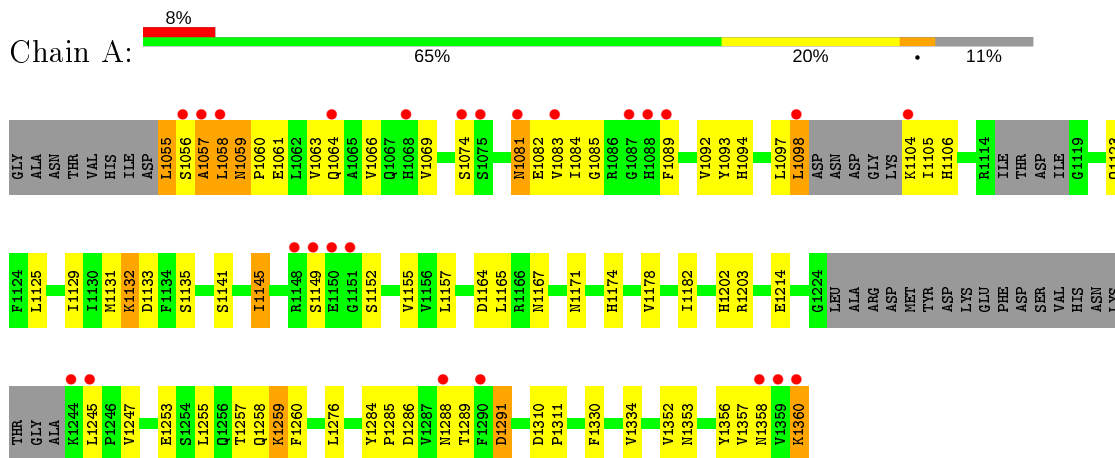 8%
Chain A:
65% 20% • 11%
GLY ALA ASN THR VAL HIS ILE ASP L1055 S1056 A1057 L1058 N1059 P1060 E1061 L1062 V1063 Q1064 A1065 V1066 Q1067 H1068 V1069 S1074 S1075 N1081 E1082 V1083 I1084 G1085 R1086 G1087 H1088 F1089 V1092 Y1093 H1094 L1097 L1098 ASP ASN ASP GLY LYS K1104 I1105 H1106 R1114 ILE THR ASP ILE G1119 Q1123
F1124 L1125 I1129 I1130 M1131 K1132 D1133 F1134 S1135 S1141 I1145 R1148 S1149 E1150 G1151 S1152 V1155 V1156 L1157 D1164 L1165 R1166 N1167 N1171 H1174 V1178 I1182 H1202 R1203 E1214 G1224 LEU ALA ARG ASP MET TYR ASP LYS GLU PHE ASP SER VAL HIS ASN LYS
THR GLY ALA K1244 L1245 P1246 V1247 E1253 S1254 L1255 Q1256 T1257 Q1258 K1259 F1260 L1276 Y1284 P1285 D1286 V1287 N1288 T1289 F1290 D1291 D1310 P1311 F1330 V1334 V1352 N1353 Y1356 V1357 N1358 V1359 K1360